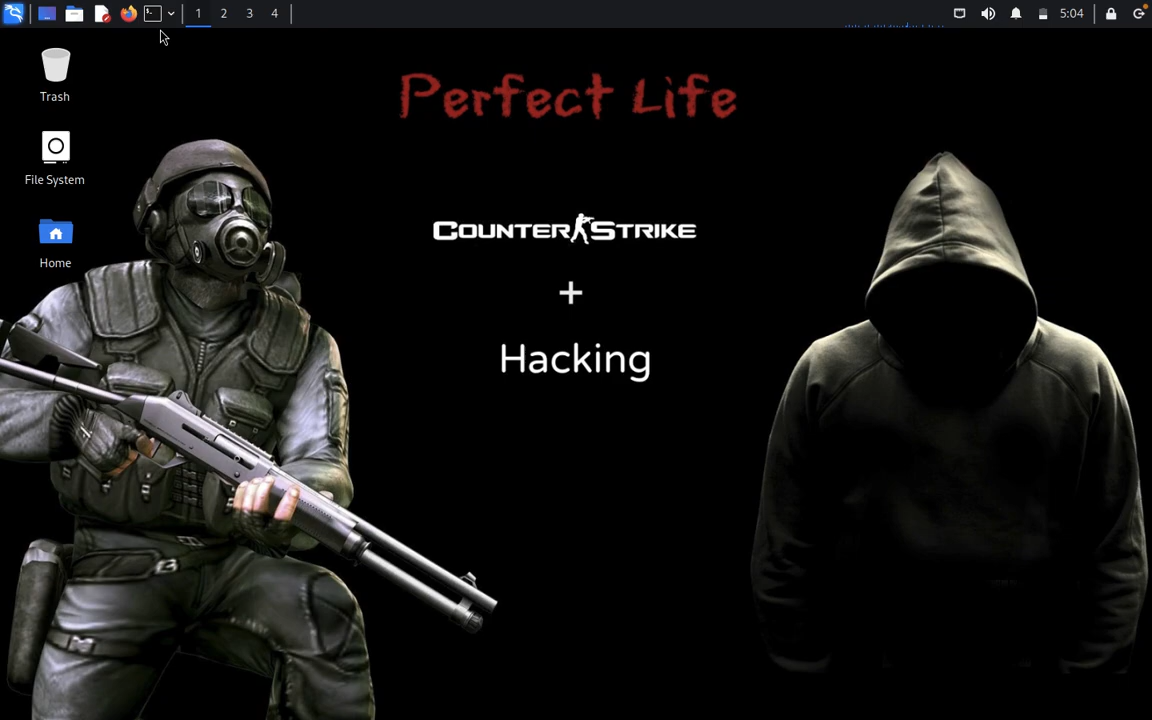 1 2 3 4 5:04
Trash
File System
Home
Perfect Life
COUNTER STRIKE
+
Hacking